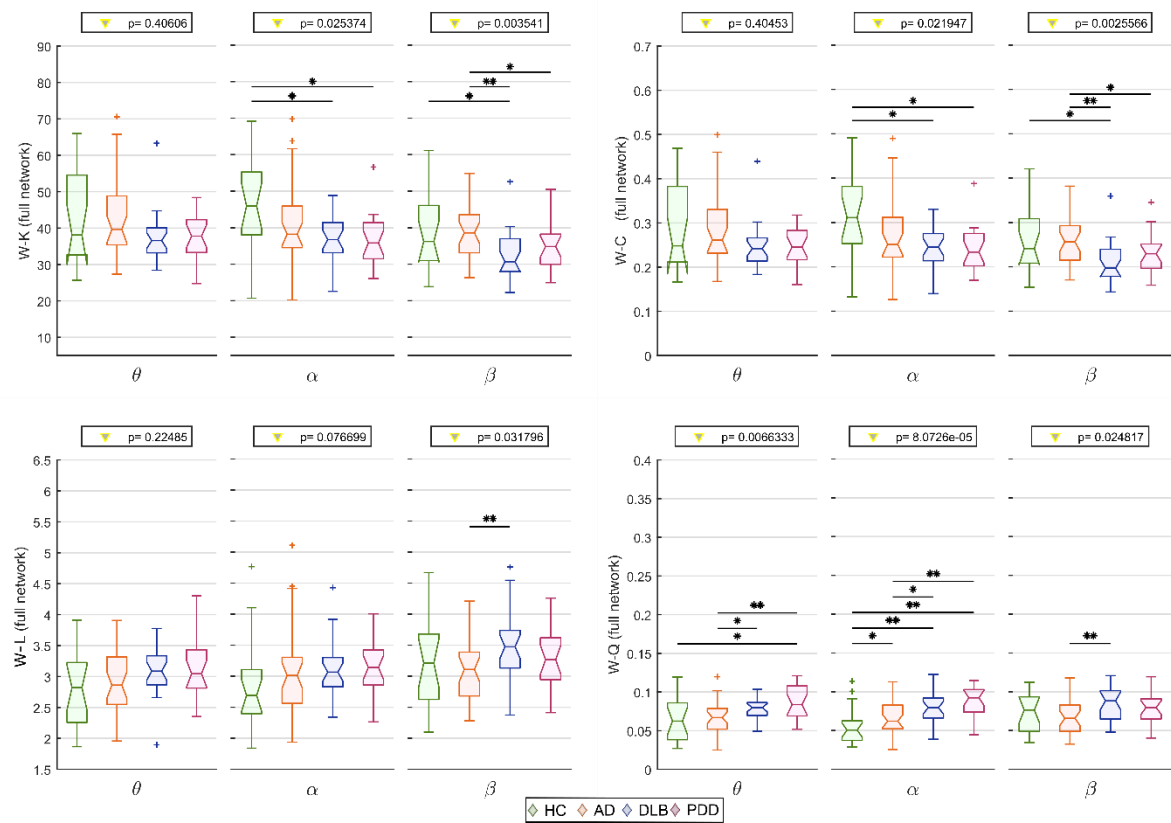 p= 0.40606
p= 0.025374
p= 0.003541
90
80
70
60
50
40
30
20
10
W-K (full network)
θ
α
β
p= 0.40453
p= 0.021947
p= 0.0025566
0.7
0.6
0.5
0.4
0.3
0.2
0.1
0
W-C
(full network)
θ
α
β
p= 0.22485
p= 0.076699
p= 0.031796
6.5
6
5.5
5
4.5
4
3.5
3
2.5
2
1.5
W-L (full network)
θ
α
β
p= 0.0066333
p= 8.0726e-05
p= 0.024817
0.4
0.35
0.3
0.25
0.2
0.15
0.1
0.05
0
W-Q (full network)
θ
α
β
HC AD DLB PDD